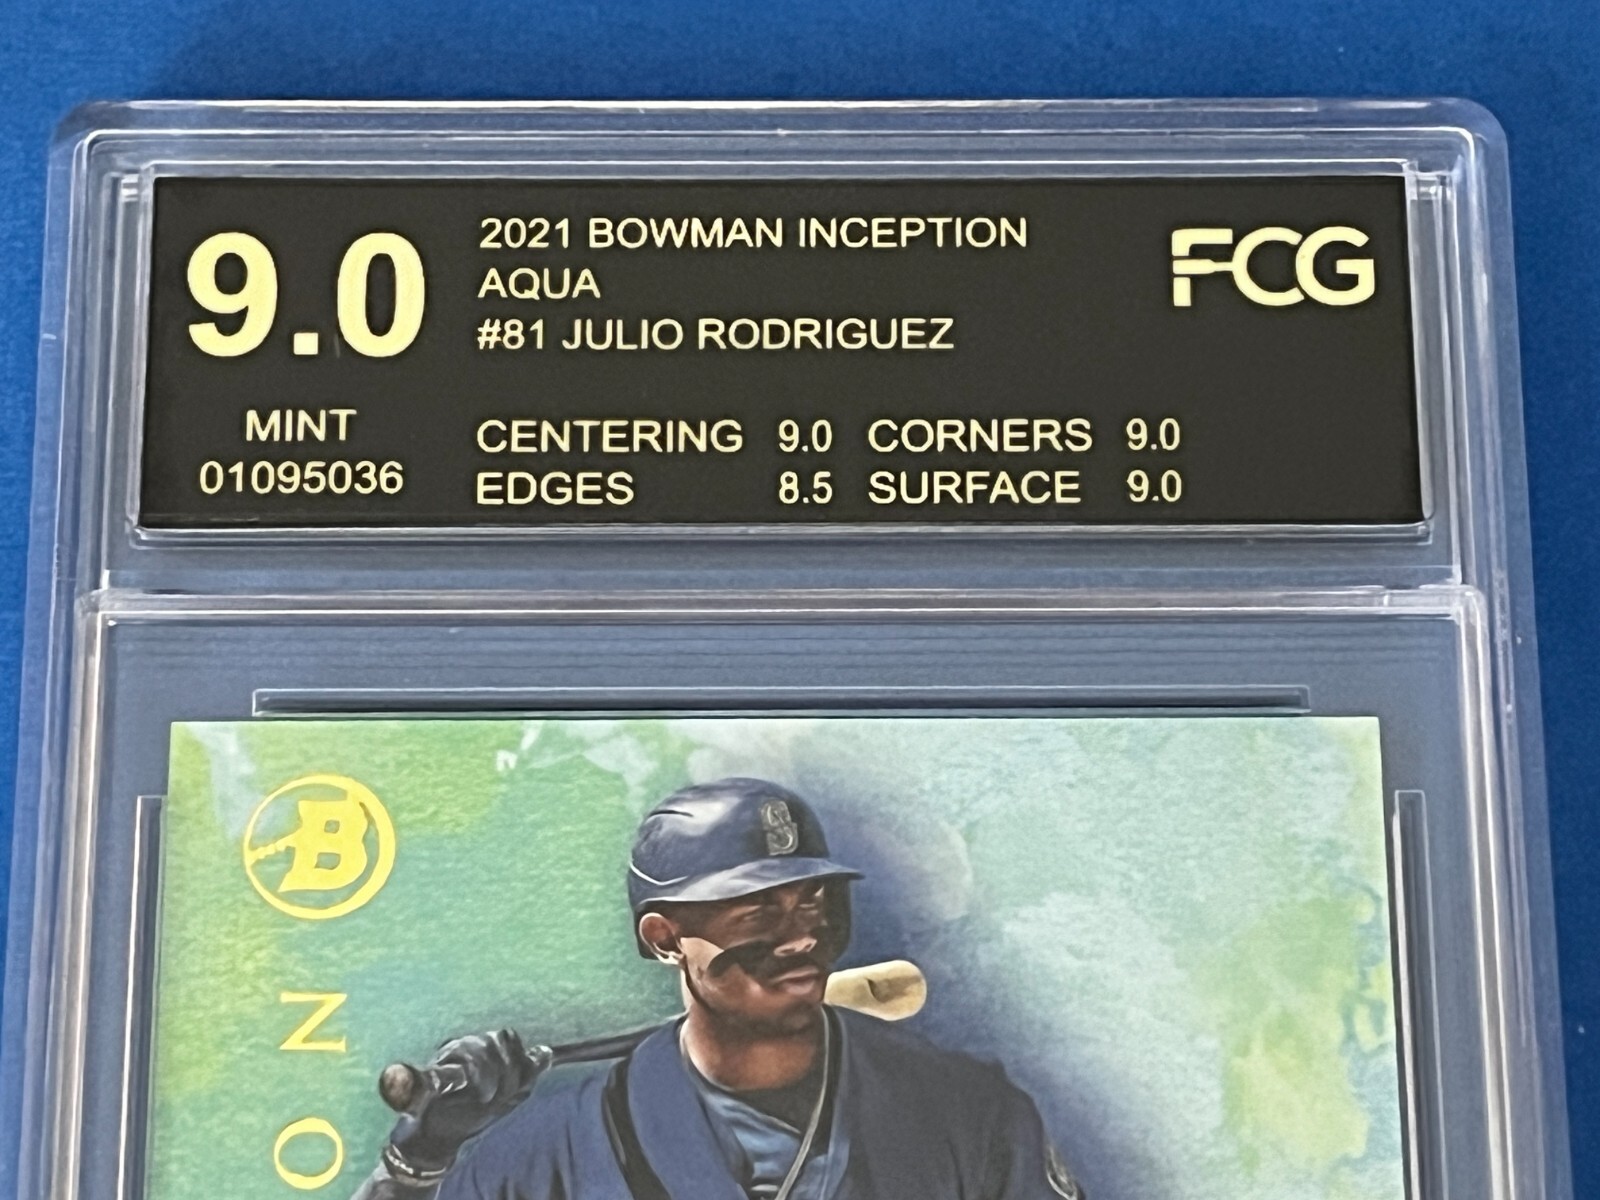 9.0
MINT
01095036
2021 BOWMAN INCEPTION
AQUA
#81 JULIO RODRIGUEZ
CENTERING 9.0 CORNERS 9.0
EDGES 8.5 SURFACE 9.0
FCG
B
S
ON